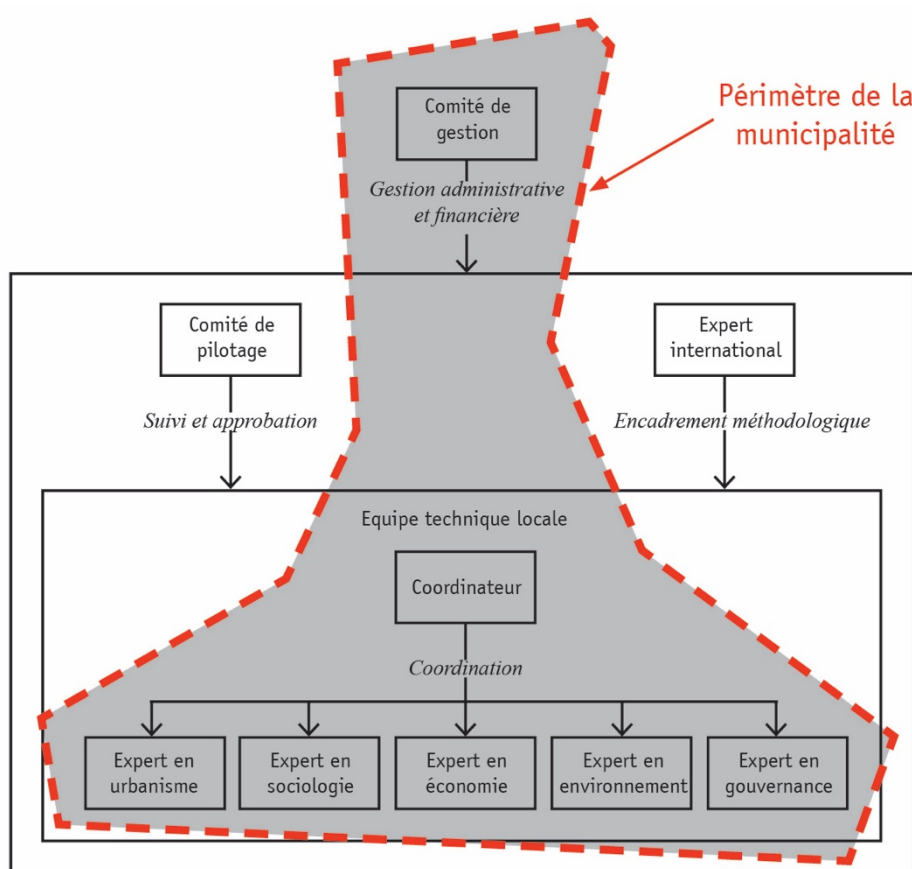 Comité de
gestion
Périmètre de la
municipalité
Gestion administrative
et financière
Comité de
pilotage
Expert
international
Suivi et approbation
Encadrement méthodologique
Equipe technique locale
Coordinateur
Coordination
Expert en
urbanisme
Expert en
sociologie
Expert en
économie
Expert en
environnement
Expert en
gouvernance